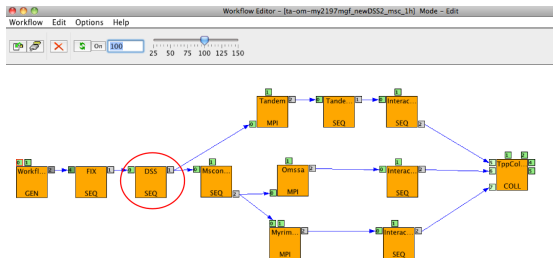 Workflow Editor - [ta-om-my2197mgf_newDSS2_msc_1h] Mode - Edit
Workflow Edit Options Help
On 100
25 50 75 100 125 150
Tandem
MPI
Tande...
SEQ
Interac...
SEQ
Workfl...
GEN
FIX
SEQ
DSS
SEQ
Mscon...
SEQ
Omssa
MPI
Interac...
SEQ
TppCol...
COLL
Myrim...
MPI
Interac...
SEQ